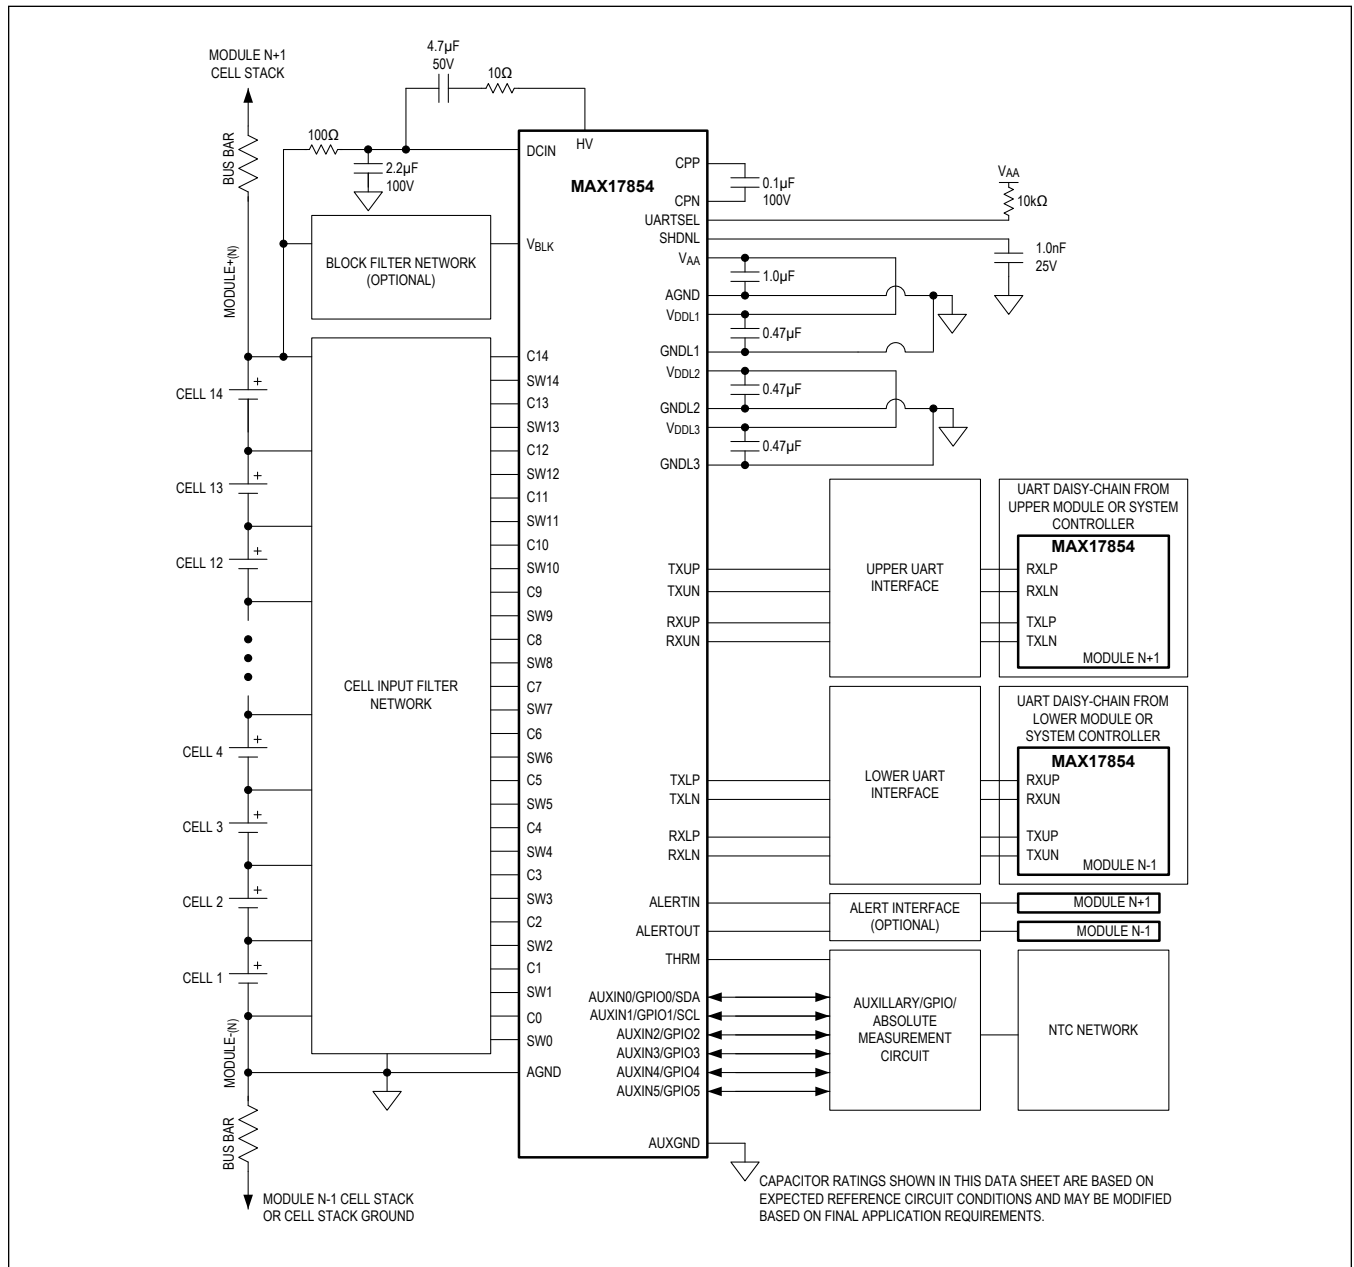 MODULE N+1
CELL STACK
4.7µF
50V
10Ω
BUS BAR
100Ω
2.2µF
100V
MODULE+(N)
BLOCK FILTER NETWORK
(OPTIONAL)
CELL 14
+
CELL 13
+
CELL 12
+
CELL 4
+
CELL 3
+
CELL 2
+
CELL 1
+
CELL INPUT FILTER
NETWORK
MODULE-(N)
BUS BAR
MODULE N-1 CELL STACK
OR CELL STACK GROUND
HV
MAX17854
DCIN
VBLK
C14
SW14
C13
SW13
C12
SW12
C11
SW11
C10
SW10
C9
SW9
C8
SW8
C7
SW7
C6
SW6
C5
SW5
C4
SW4
C3
SW3
C2
SW2
C1
SW1
C0
SW0
AGND
CPP
CPN
UARTSEL
SHDNL
VAA
AGND
VDDL1
GNDL1
VDDL2
GNDL2
VDDL3
GNDL3
TXUP
TXUN
RXUP
RXUN
TXLP
TXLN
RXLP
RXLN
ALERTIN
ALERTOUT
THRM
AUXIN0/GPIO0/SDA
AUXIN1/GPIO1/SCL
AUXIN2/GPIO2
AUXIN3/GPIO3
AUXIN4/GPIO4
AUXIN5/GPIO5
AUXGND
0.1µF
100V
VAA
10kΩ
1.0nF
25V
1.0µF
0.47µF
0.47µF
0.47µF
UPPER UART
INTERFACE
UART DAISY-CHAIN FROM
UPPER MODULE OR SYSTEM
CONTROLLER
MAX17854
RXLP
RXLN
TXLP
TXLN
MODULE N+1
LOWER UART
INTERFACE
UART DAISY-CHAIN FROM
LOWER MODULE OR
SYSTEM CONTROLLER
MAX17854
RXUP
RXUN
TXUP
TXUN
MODULE N-1
ALERT INTERFACE
(OPTIONAL)
MODULE N+1
MODULE N-1
AUXILLARY/GPIO/
ABSOLUTE
MEASUREMENT
CIRCUIT
NTC NETWORK
CAPACITOR RATINGS SHOWN IN THIS DATA SHEET ARE BASED ON
EXPECTED REFERENCE CIRCUIT CONDITIONS AND MAY BE MODIFIED
BASED ON FINAL APPLICATION REQUIREMENTS.